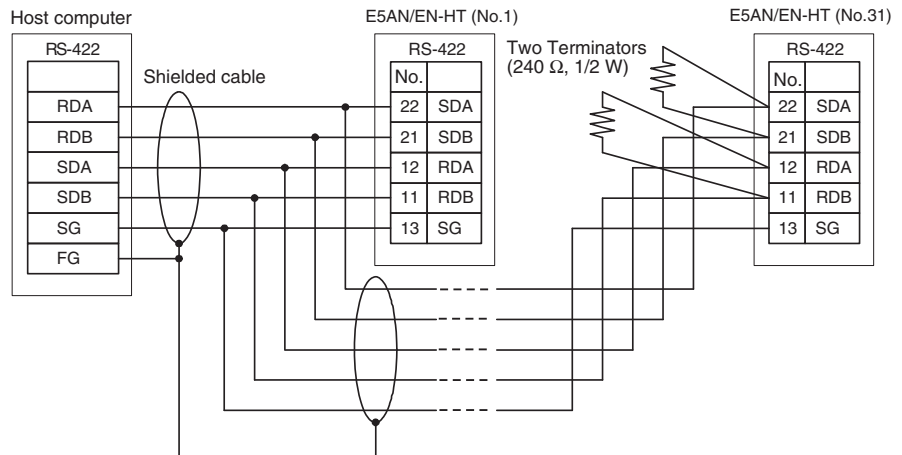 Host computer
E5AN/EN-HT (No.1)
E5AN/EN-HT (No.31)
RS-422
RS-422
Two Terminators
(240 Ω, 1/2 W)
RS-422
Shielded cable
No.
No.
RDA
22 SDA
22 SDA
RDB
21 SDB
21 SDB
SDA
12 RDA
12 RDA
SDB
11 RDB
11 RDB
SG
13 SG
13 SG
FG